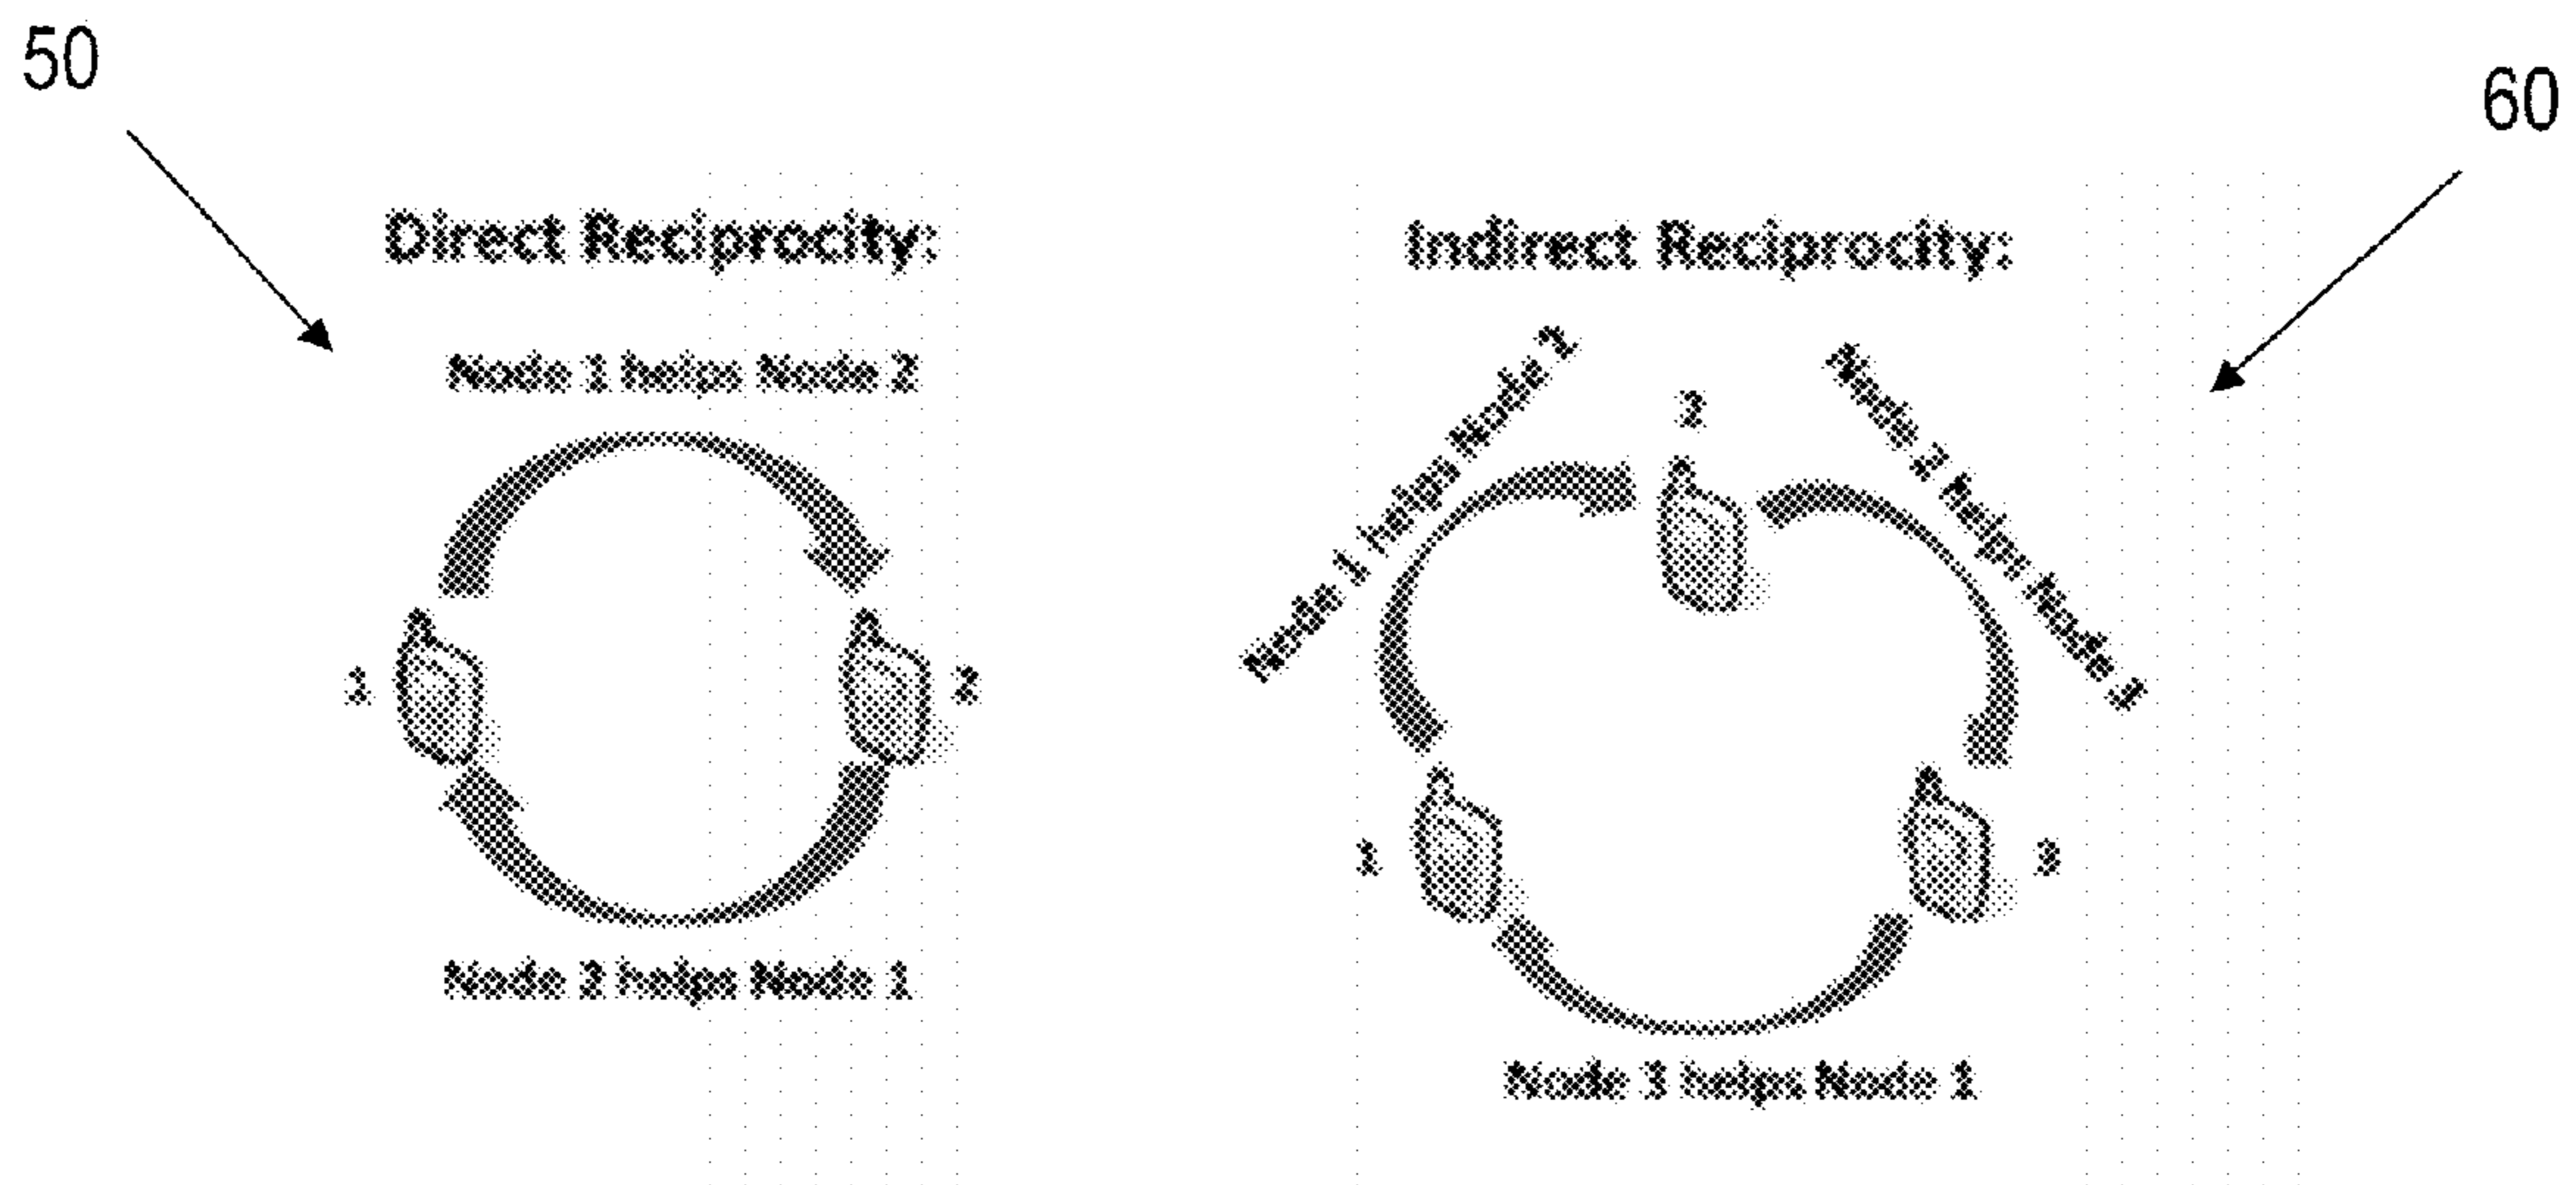 50
60
Direct Reciprocity:
Node 1 helps Node 2
1
2
Node 2 helps Node 1
Indirect Reciprocity:
Node 1 helps Node 2
Node 2 helps Node 3
2
1
3
Node 3 helps Node 1